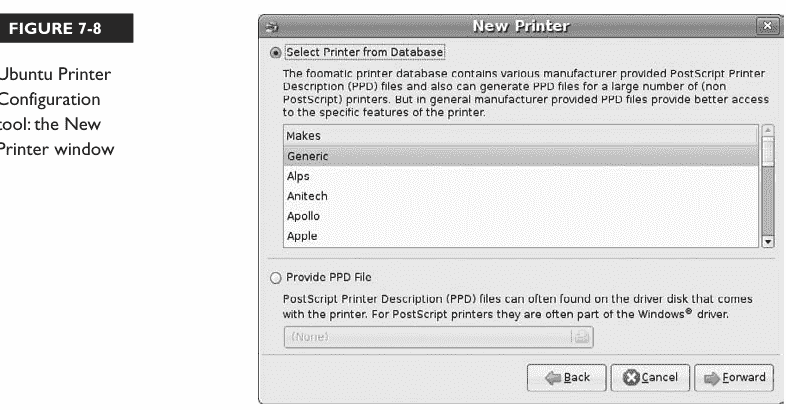 FIGURE 7-8
Ubuntu Printer
Configuration
tool: the New
Printer window
New Printer
Select Printer from Database
The foomatic printer database contains various manufacturer provided PostScript Printer
Description (PPD) files and also can generate PPD files for a large number of (non
PostScript) printers. But in general manufacturer provided PPD files provide better access
to the specific features of the printer.
Makes
Generic
Alps
Anitech
Apollo
Apple
Provide PPD File
PostScript Printer Description (PPD) files can often found on the driver disk that comes
with the printer. For PostScript printers they are often part of the Windows® driver.
(None)
Back
Cancel
Forward